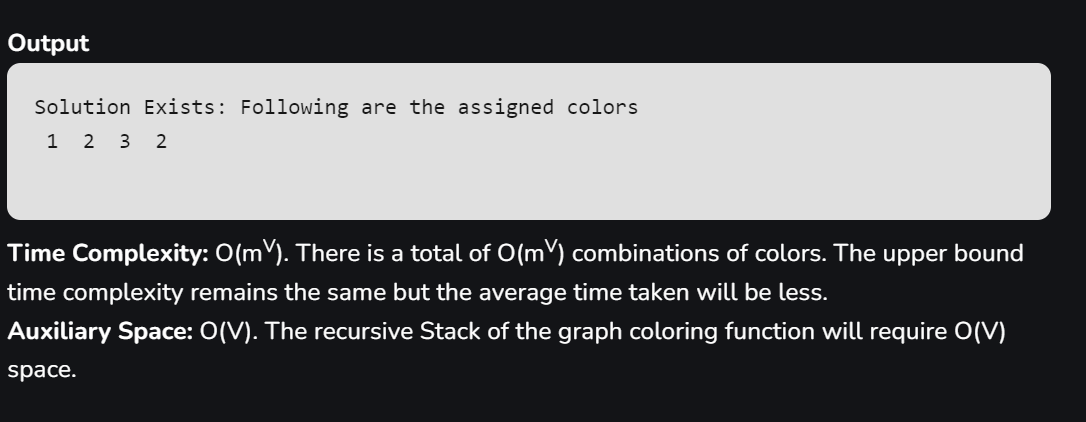 Output
Solution Exists: Following are the assigned colors
1 2 3 2
Time Complexity: O(mⱽ). There is a total of O(mⱽ) combinations of colors. The upper bound
time complexity remains the same but the average time taken will be less.
Auxiliary Space: O(V). The recursive Stack of the graph coloring function will require O(V)
space.